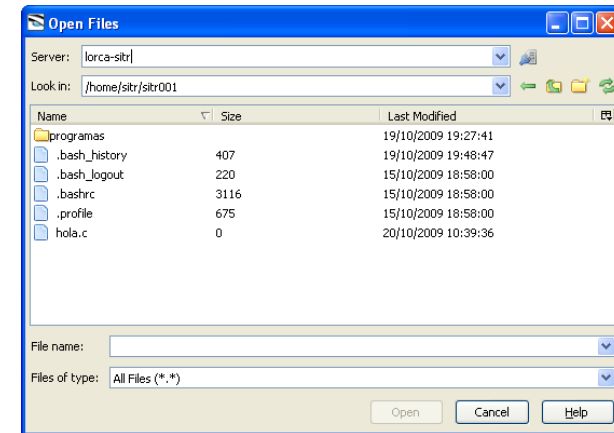 Open Files
Server: lorca-sitr
Look in: /home/sitr/sitr001
Name Size Last Modified
programas 19/10/2009 19:27:41
.bash_history 407 19/10/2009 19:48:47
.bash_logout 220 15/10/2009 18:58:00
.bashrc 3116 15/10/2009 18:58:00
.profile 675 15/10/2009 18:58:00
hola.c 0 20/10/2009 10:39:36
File name:
Files of type: All Files (*.*)
Open Cancel Help